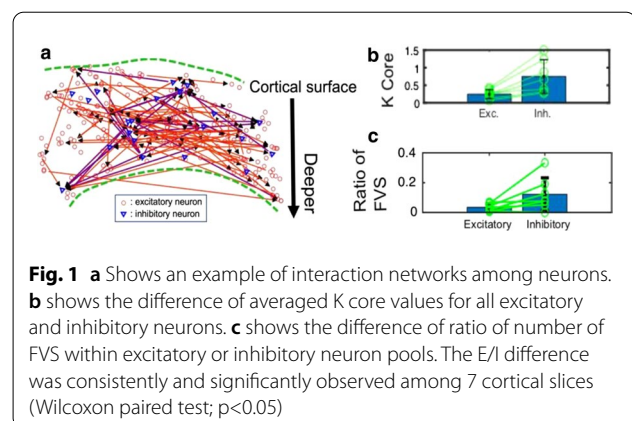 a
Cortical surface
Deeper
: excitatory neuron
: inhibitory neuron
b
K Core
1.5
1
0.5
0
Exc. Inh.
c
Ratio of
FVS
0.4
0.2
0
Excitatory Inhibitory
Fig. 1 a Shows an example of interaction networks among neurons.
b shows the difference of averaged K core values for all excitatory
and inhibitory neurons. c shows the difference of ratio of number of
FVS within excitatory or inhibitory neuron pools. The E/I difference
was consistently and significantly observed among 7 cortical slices
(Wilcoxon paired test; p<0.05)